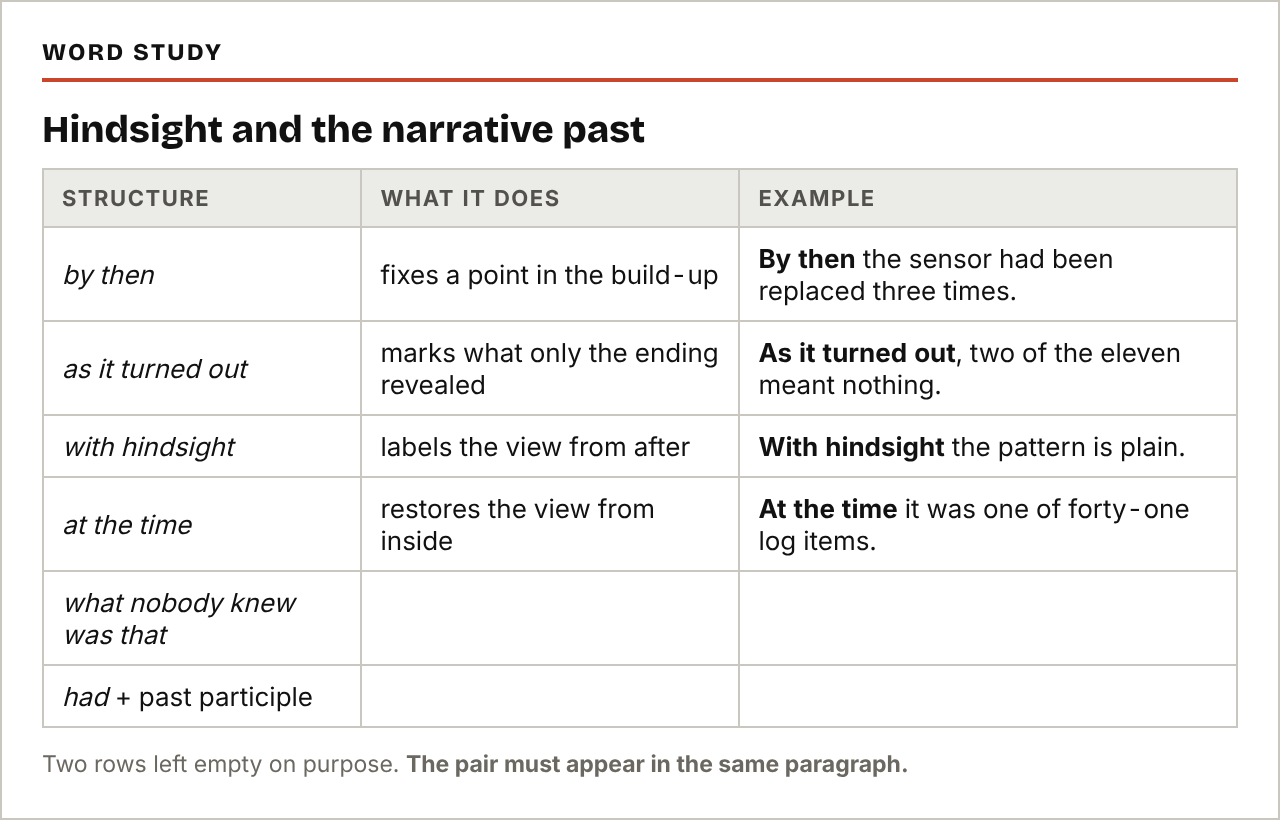 WORD STUDY
Hindsight and the narrative past
STRUCTURE
WHAT IT DOES
EXAMPLE
by then
fixes a point in the build-up
By then the sensor had been
replaced three times.
as it turned out
marks what only the ending
revealed
As it turned out, two of the eleven
meant nothing.
with hindsight
labels the view from after
With hindsight the pattern is plain.
at the time
restores the view from
inside
At the time it was one of forty-one
log items.
what nobody knew
was that
had + past participle
Two rows left empty on purpose. The pair must appear in the same paragraph.